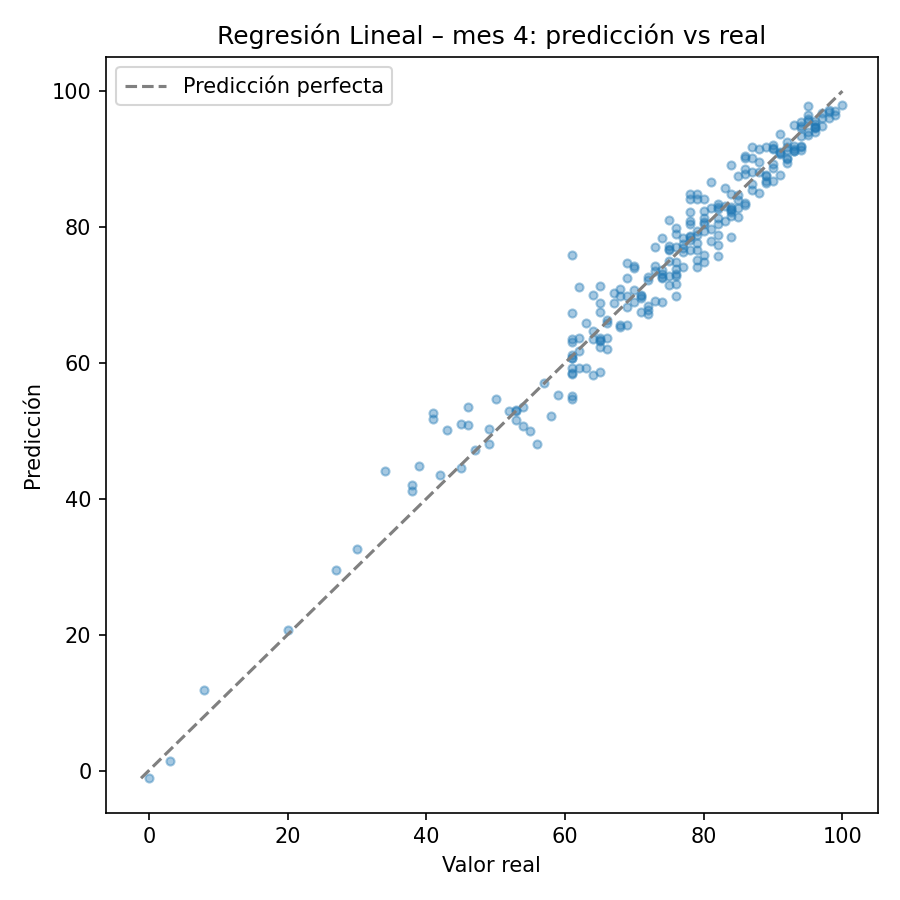 Regresión Lineal – mes 4: predicción vs real
Predicción perfecta
100
80
60
40
20
0
Predicción
0 20 40 60 80 100
Valor real